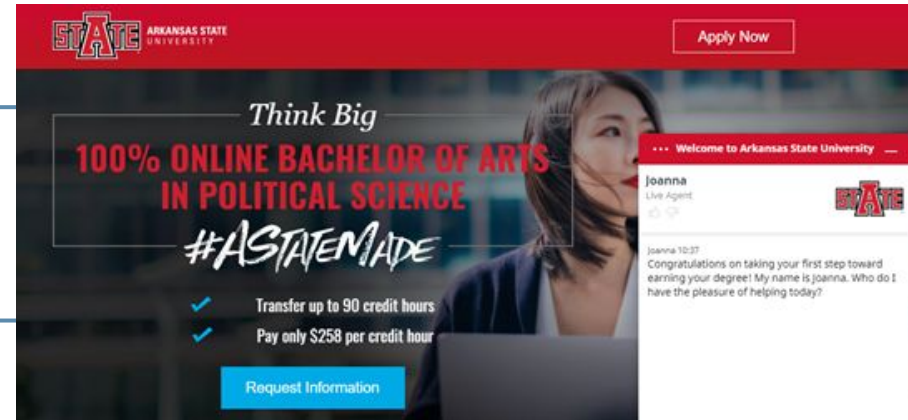 STATE
ARKANSAS STATE
UNIVERSITY
Apply Now
Think Big
100% ONLINE BACHELOR OF ARTS
IN POLITICAL SCIENCE
#ASTATEMADE
Transfer up to 90 credit hours
Pay only $258 per credit hour
Request Information
Welcome to Arkansas State University
Joanna
Live Agent
STATE
Joanna 10:37
Congratulations on taking your first step toward
earning your degree! My name is Joanna. Who do I
have the pleasure of helping today?